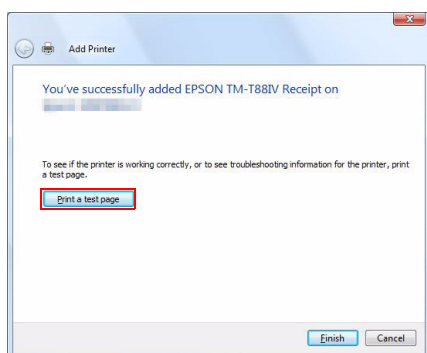 Add Printer
You've successfully added EPSON TM-T88IV Receipt on
To see if the printer is working correctly, or to see troubleshooting information for the printer, print
a test page.
Print a test page
Finish Cancel